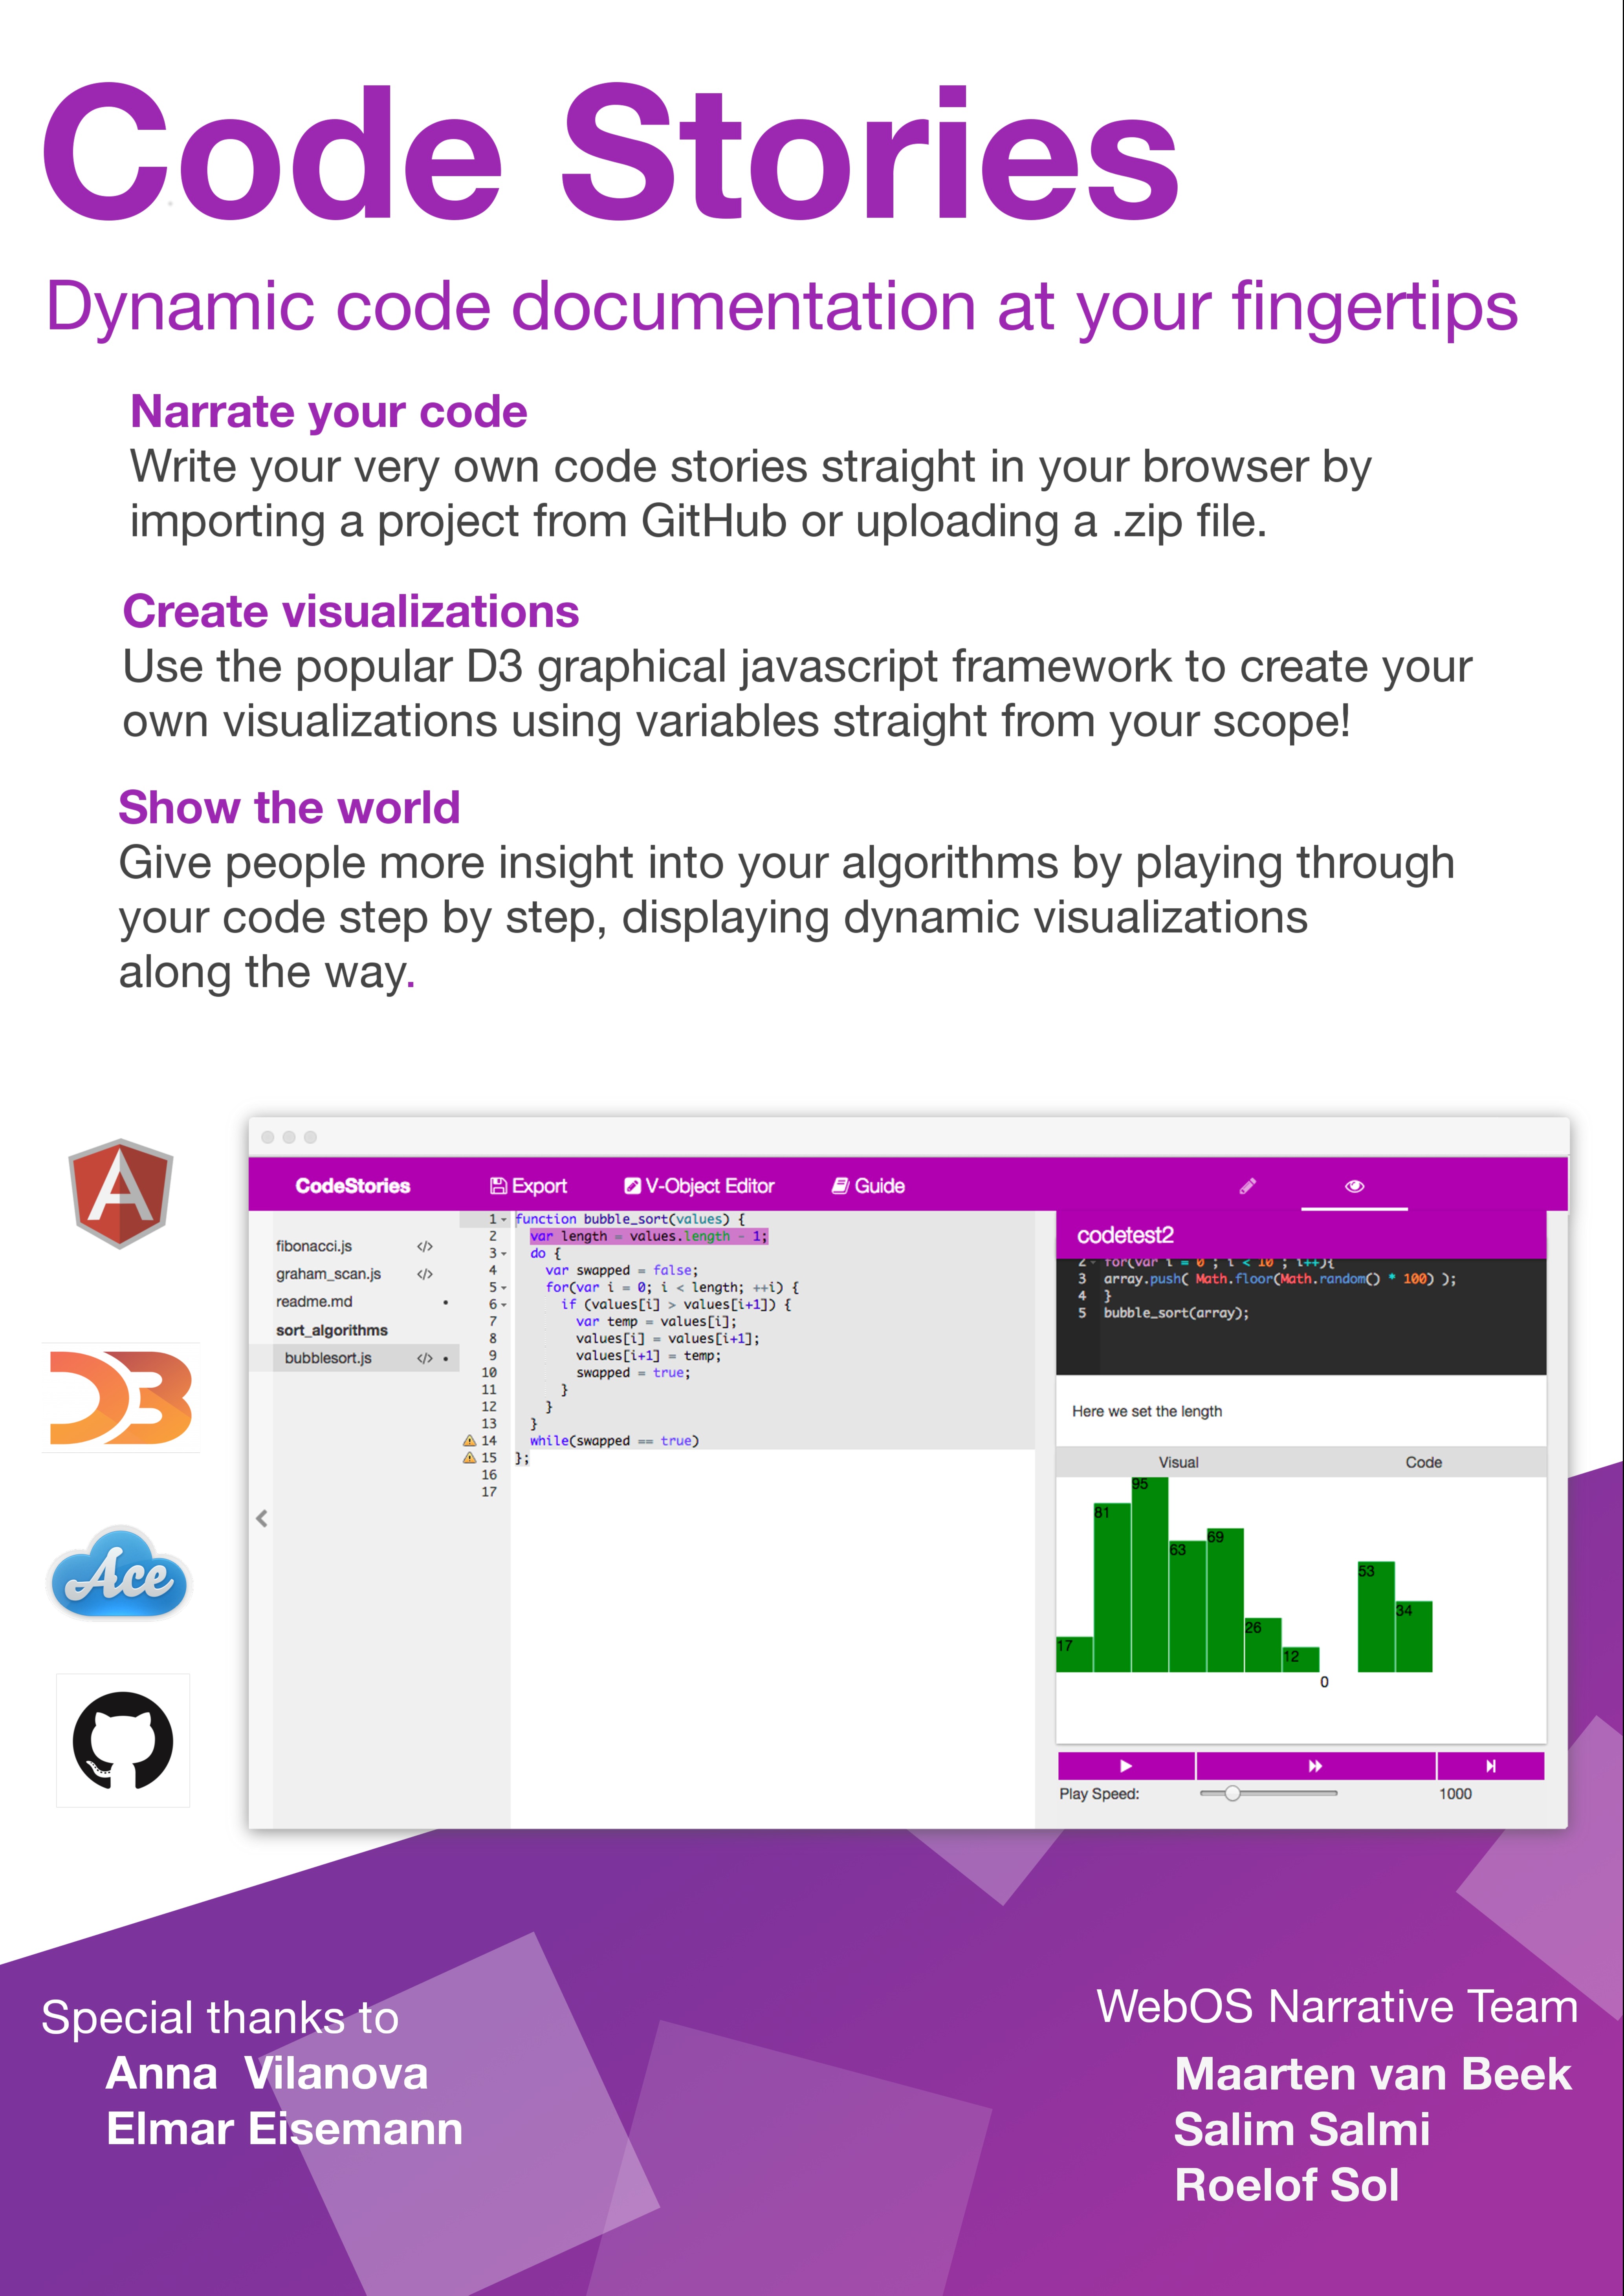 Code Stories
Dynamic code documentation at your fingertips
Narrate your code
Write your very own code stories straight in your browser by
importing a project from GitHub or uploading a .zip file.
Create visualizations
Use the popular D3 graphical javascript framework to create your
own visualizations using variables straight from your scope!
Show the world
Give people more insight into your algorithms by playing through
your code step by step, displaying dynamic visualizations
along the way.
A
D3
Ace
CodeStories Export V-Object Editor Guide
fibonacci.js </>
graham_scan.js </>
readme.md •
sort_algorithms
bubblesort.js </> •
1 function bubble_sort(values) {
2 var length = values.length - 1;
3 do {
4 var swapped = false;
5 for(var i = 0; i < length; ++i) {
6 if (values[i] > values[i+1]) {
7 var temp = values[i];
8 values[i] = values[i+1];
9 values[i+1] = temp;
10 swapped = true;
11 }
12 }
13 }
14 while(swapped == true)
15 };
16
17
codetest2
2 for(var i = 0 ; i < 10 ; i++){
3 array.push( Math.floor(Math.random() * 100) );
4 }
5 bubble_sort(array);
Here we set the length
Visual Code
17 81 95 63 69 26 12 0 53 34
Play Speed: 1000
Special thanks to
Anna Vilanova
Elmar Eisemann
WebOS Narrative Team
Maarten van Beek
Salim Salmi
Roelof Sol